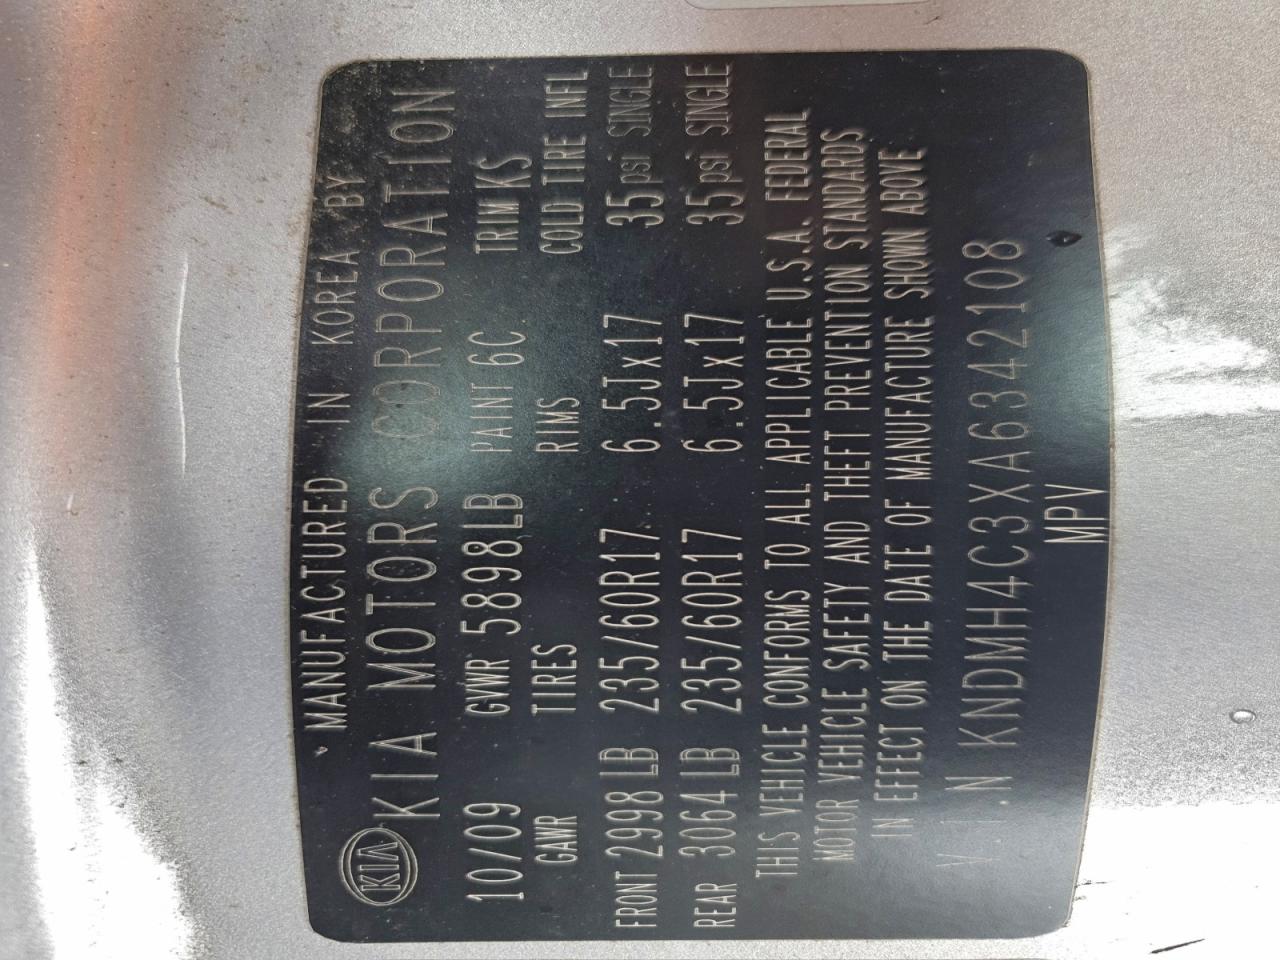 MANUFACTURED IN KOREA BY
KIA KIA MOTORS CORPORATION
10/09 GVWR 5898LB PAINT 6C TRIM KS
GAWR TIRES RIMS COLD TIRE INFL
FRONT 2998LB 235/60R17 6.5Jx17 35psi SINGLE
REAR 3064LB 235/60R17 6.5Jx17 35psi SINGLE
THIS VEHICLE CONFORMS TO ALL APPLICABLE U.S.A. FEDERAL
MOTOR VEHICLE SAFETY AND THEFT PREVENTION STANDARDS
IN EFFECT ON THE DATE OF MANUFACTURE SHOWN ABOVE
V.I.N KNDMH4C3XA6342108
MPV